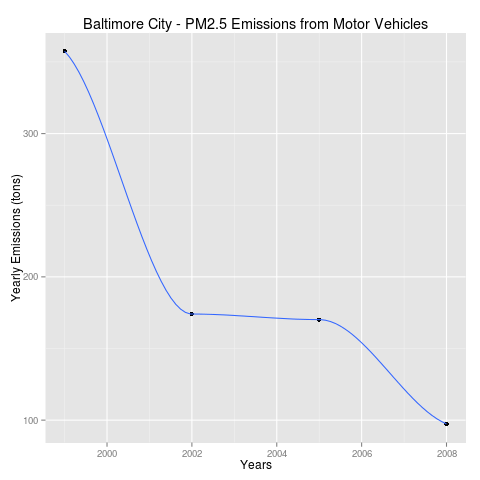 Baltimore City - PM2.5 Emissions from Motor Vehicles
Yearly Emissions (tons)
300
200
100
2000 2002 2004 2006 2008
Years